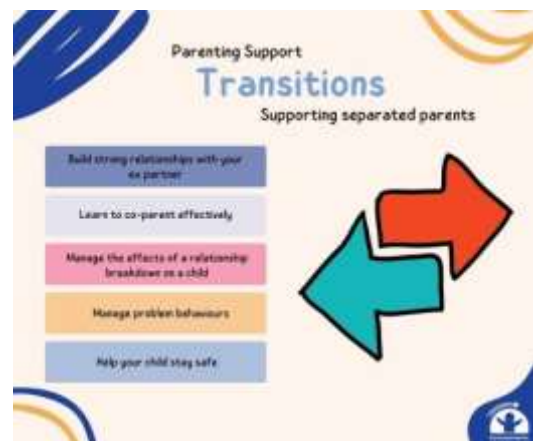 Parenting Support
Transitions
Supporting separated parents
Build strong relationships with your
ex partner
Learn to co-parent effectively
Manage the effects of a relationship
breakdown on a child
Manage problem behaviours
Help your child stay safe